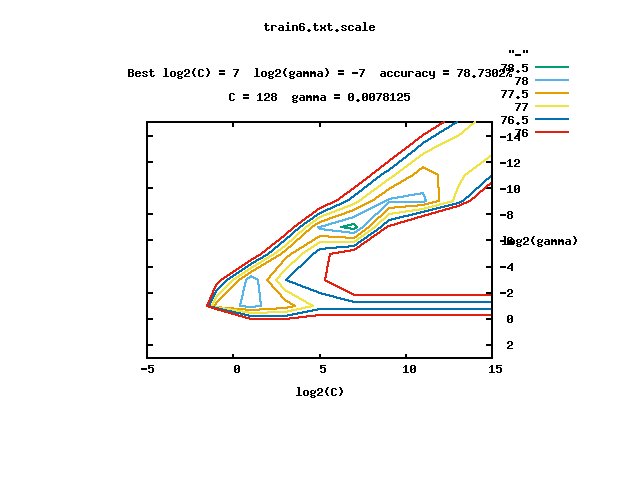 train6.txt.scale
"-"
Best log2(C) = 7  log2(gamma) = -7  accuracy = 78.7302%
78.5
78
77.5
C = 128  gamma = 0.0078125
77
76.5
76
-14
-12
-10
-8
-6
log2(gamma)
-4
-2
0
2
-5 0 5 10 15
log2(C)